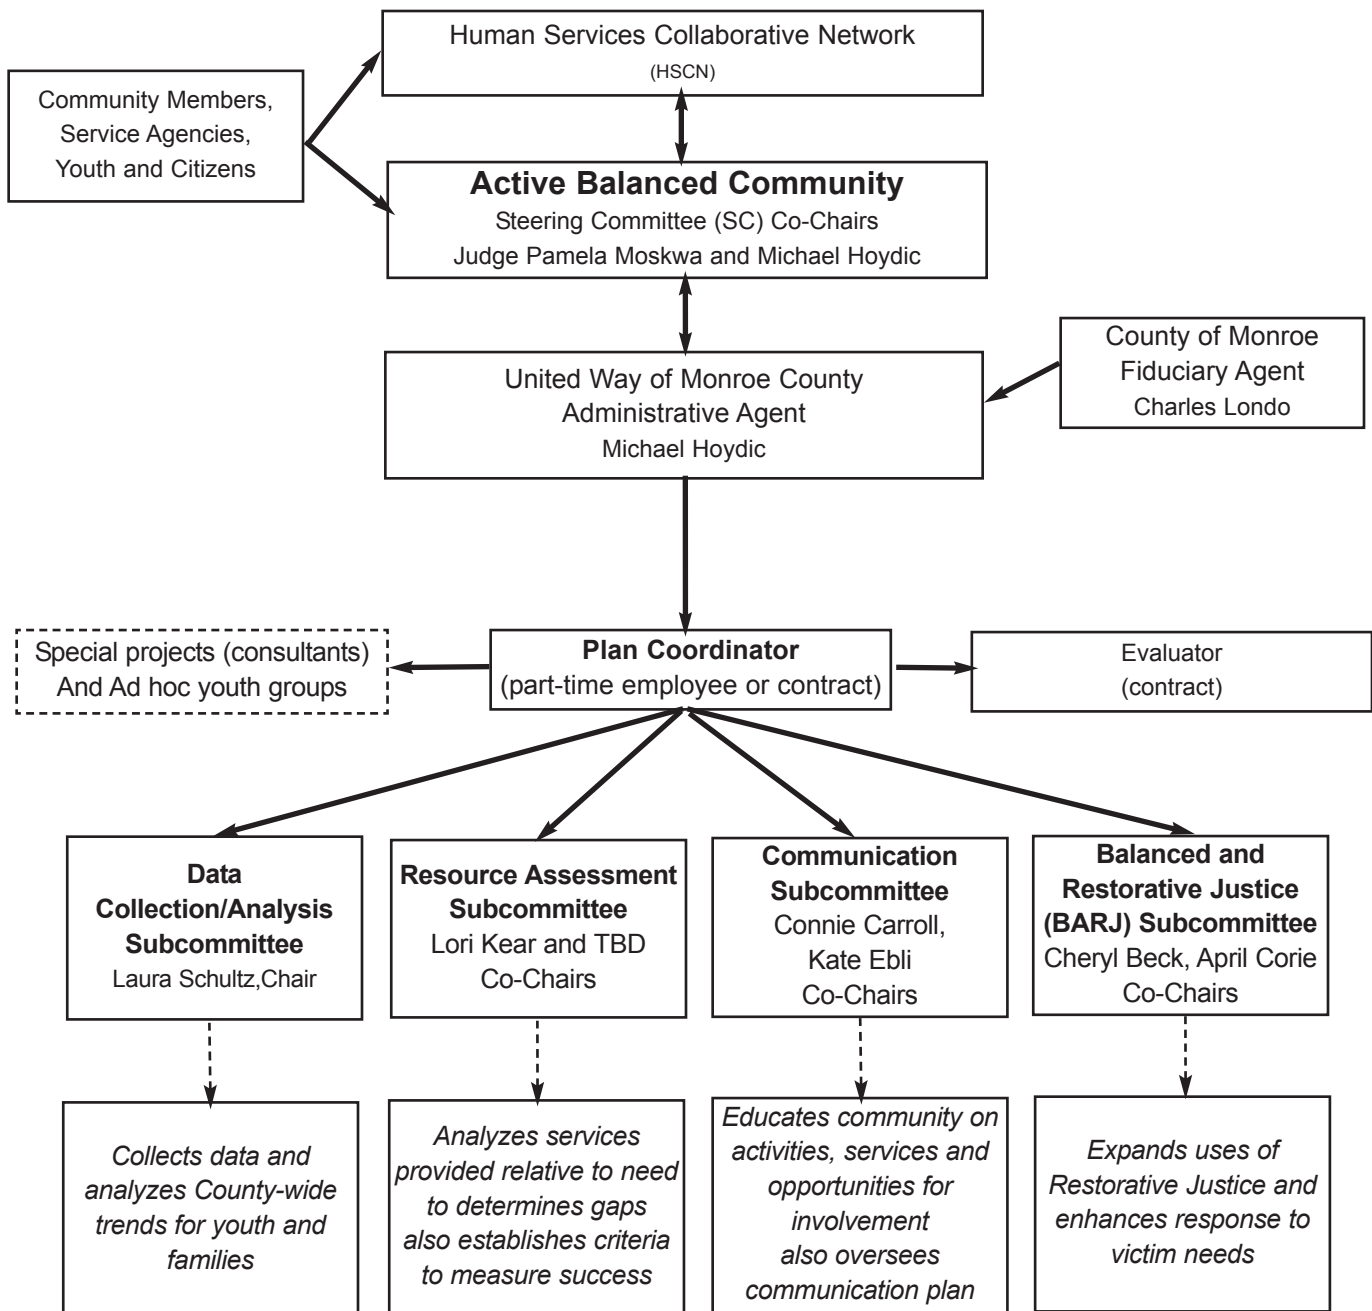 Human Services Collaborative Network
(HSCN)
Community Members,
Service Agencies,
Youth and Citizens
Active Balanced Community
Steering Committee (SC) Co-Chairs
Judge Pamela Moskwa and Michael Hoydic
United Way of Monroe County
Administrative Agent
Michael Hoydic
County of Monroe
Fiduciary Agent
Charles Londo
Special projects (consultants)
And Ad hoc youth groups
Plan Coordinator
(part-time employee or contract)
Evaluator
(contract)
Data
Collection/Analysis
Subcommittee
Laura Schultz,Chair
Resource Assessment
Subcommittee
Lori Kear and TBD
Co-Chairs
Communication
Subcommittee
Connie Carroll,
Kate Ebli
Co-Chairs
Balanced and
Restorative Justice
(BARJ) Subcommittee
Cheryl Beck, April Corie
Co-Chairs
Collects data and
analyzes County-wide
trends for youth and
families
Analyzes services
provided relative to need
to determines gaps
also establishes criteria
to measure success
Educates community on
activities, services and
opportunities for
involvement
also oversees
communication plan
Expands uses of
Restorative Justice and
enhances response to
victim needs